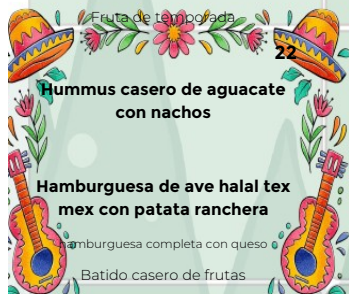 Fruta de temporada
22
Hummus casero de aguacate
con nachos
Hamburguesa de ave halal tex
mex con patata ranchera
hamburguesa completa con queso o
Batido casero de frutas